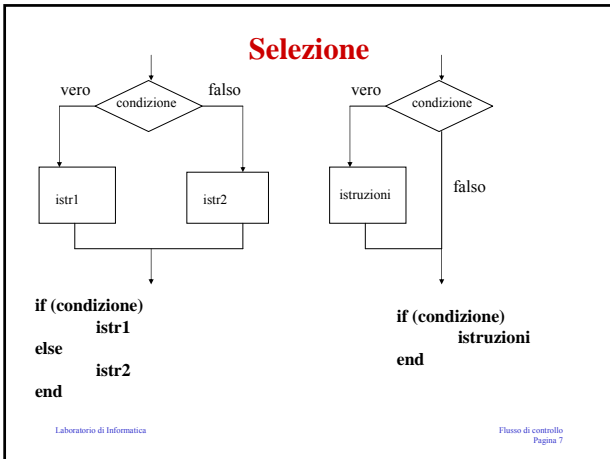 Selezione
vero
condizione
falso
istr1
istr2
if (condizione)
istr1
else
istr2
end
vero
condizione
istruzioni
falso
if (condizione)
istruzioni
end
Laboratorio di Informatica
Flusso di controllo
Pagina 7